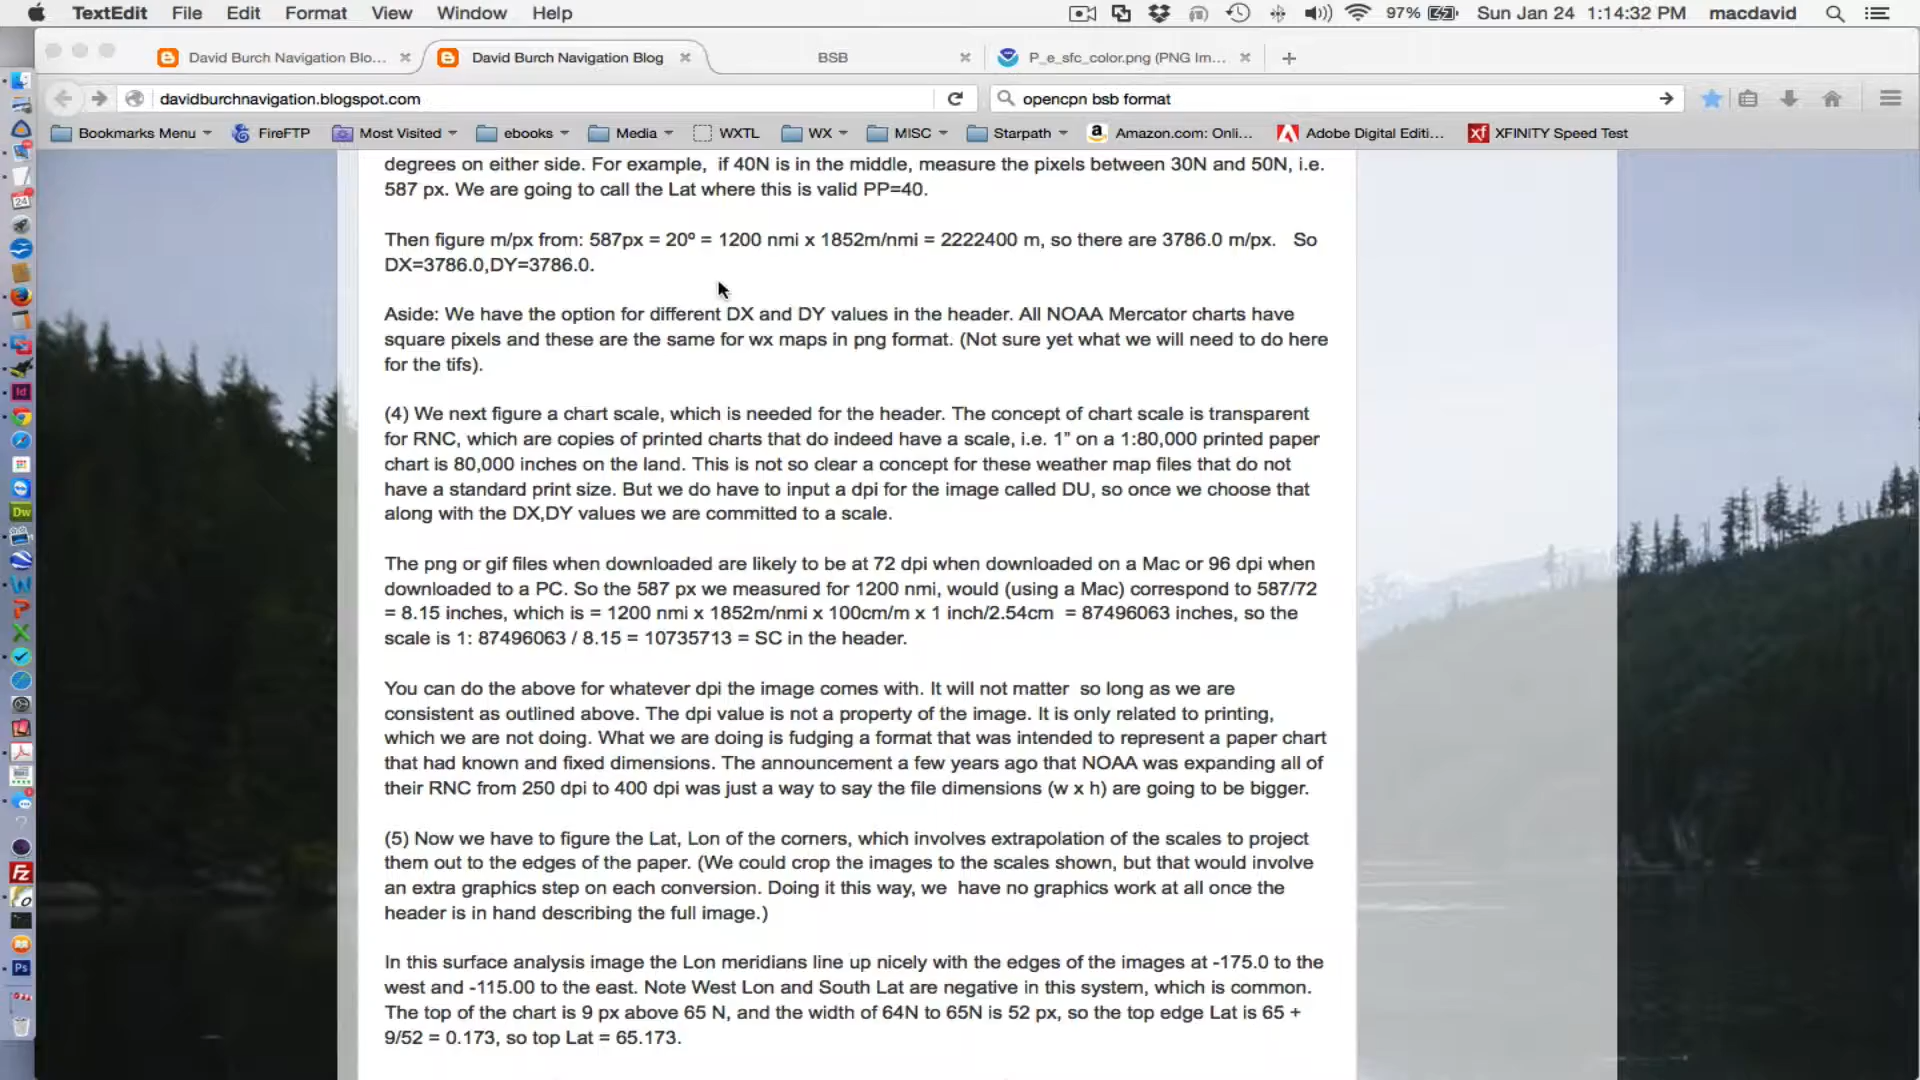 TextEdit File Edit Format View Window Help 97% Sun Jan 24 1:14:32 PM macdavid
David Burch Navigation Blo... David Burch Navigation Blog BSB P_e_sfc_color.png (PNG Im...
davidburchnavigation.blogspot.com opencpn bsb format
Bookmarks Menu FireFTP Most Visited ebooks Media WXTL WX MISC Starpath Amazon.com: Onli... Adobe Digital Editi... XFINITY Speed Test
degrees on either side. For example,  if 40N is in the middle, measure the pixels between 30N and 50N, i.e.
587 px. We are going to call the Lat where this is valid PP=40.
Then figure m/px from: 587px = 20º = 1200 nmi x 1852m/nmi = 2222400 m, so there are 3786.0 m/px.   So
DX=3786.0,DY=3786.0.
Aside: We have the option for different DX and DY values in the header. All NOAA Mercator charts have
square pixels and these are the same for wx maps in png format. (Not sure yet what we will need to do here
for the tifs).
(4) We next figure a chart scale, which is needed for the header. The concept of chart scale is transparent
for RNC, which are copies of printed charts that do indeed have a scale, i.e. 1” on a 1:80,000 printed paper
chart is 80,000 inches on the land. This is not so clear a concept for these weather map files that do not
have a standard print size. But we do have to input a dpi for the image called DU, so once we choose that
along with the DX,DY values we are committed to a scale.
The png or gif files when downloaded are likely to be at 72 dpi when downloaded on a Mac or 96 dpi when
downloaded to a PC. So the 587 px we measured for 1200 nmi, would (using a Mac) correspond to 587/72
= 8.15 inches, which is = 1200 nmi x 1852m/nmi x 100cm/m x 1 inch/2.54cm  = 87496063 inches, so the
scale is 1: 87496063 / 8.15 = 10735713 = SC in the header.
You can do the above for whatever dpi the image comes with. It will not matter  so long as we are
consistent as outlined above. The dpi value is not a property of the image. It is only related to printing,
which we are not doing. What we are doing is fudging a format that was intended to represent a paper chart
that had known and fixed dimensions. The announcement a few years ago that NOAA was expanding all of
their RNC from 250 dpi to 400 dpi was just a way to say the file dimensions (w x h) are going to be bigger.
(5) Now we have to figure the Lat, Lon of the corners, which involves extrapolation of the scales to project
them out to the edges of the paper. (We could crop the images to the scales shown, but that would involve
an extra graphics step on each conversion. Doing it this way, we  have no graphics work at all once the
header is in hand describing the full image.)
In this surface analysis image the Lon meridians line up nicely with the edges of the images at -175.0 to the
west and -115.00 to the east. Note West Lon and South Lat are negative in this system, which is common.
The top of the chart is 9 px above 65 N, and the width of 64N to 65N is 52 px, so the top edge Lat is 65 +
9/52 = 0.173, so top Lat = 65.173.